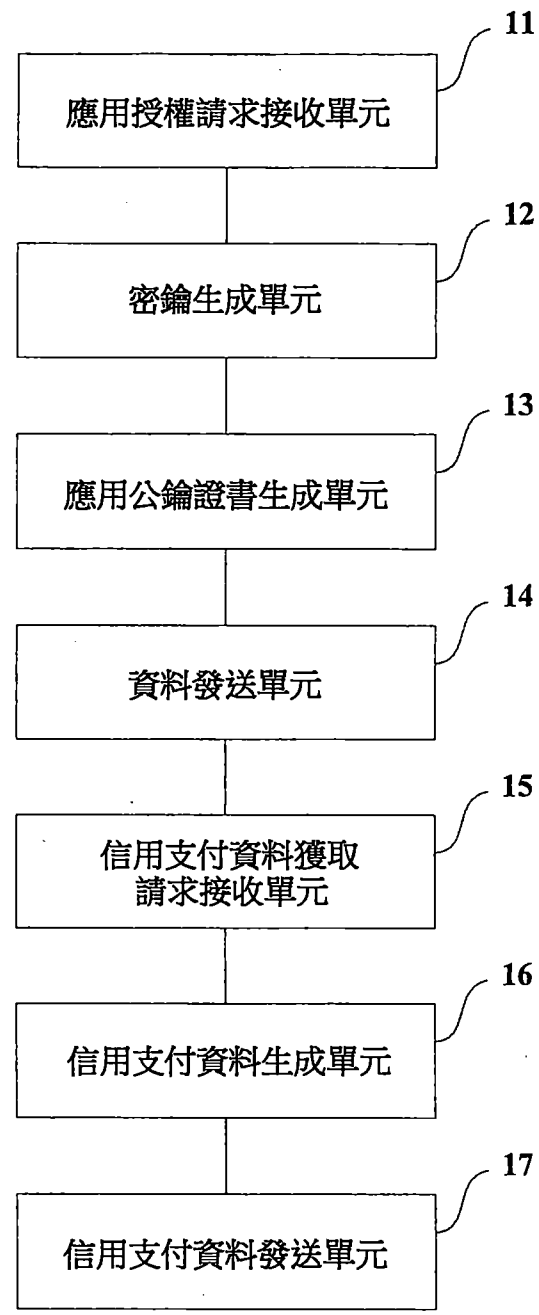 11
應用授權請求接收單元
12
密鑰生成單元
13
應用公鑰證書生成單元
14
資料發送單元
15
信用支付資料獲取
請求接收單元
16
信用支付資料生成單元
17
信用支付資料發送單元